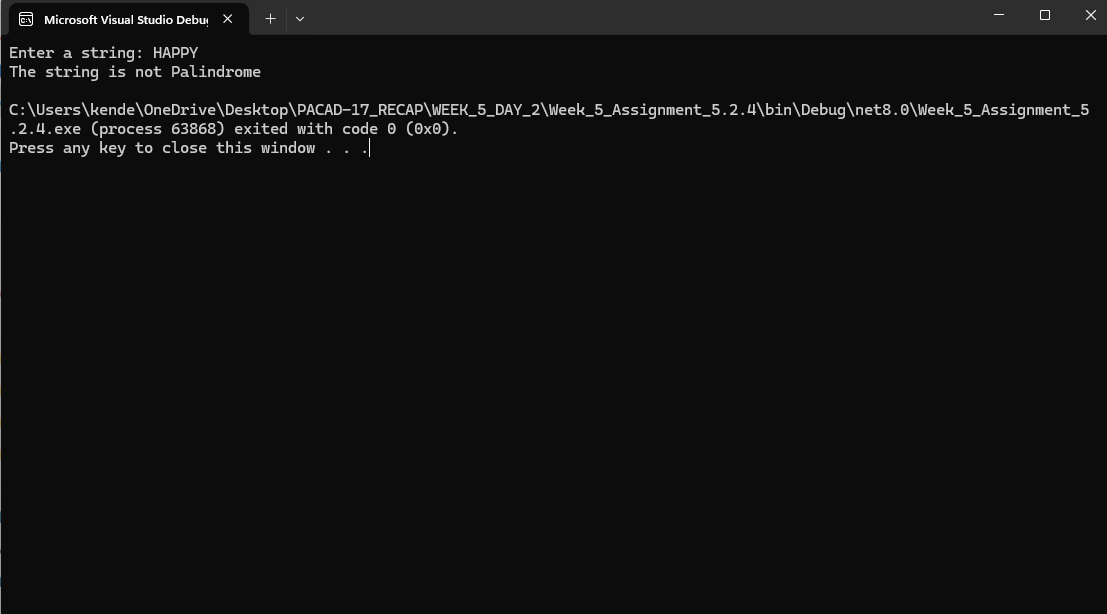 Microsoft Visual Studio Debu
Enter a string: HAPPY
The string is not Palindrome
C:\Users\kende\OneDrive\Desktop\PACAD-17_RECAP\WEEK_5_DAY_2\Week_5_Assignment_5.2.4\bin\Debug\net8.0\Week_5_Assignment_5
.2.4.exe (process 63868) exited with code 0 (0x0).
Press any key to close this window . . .